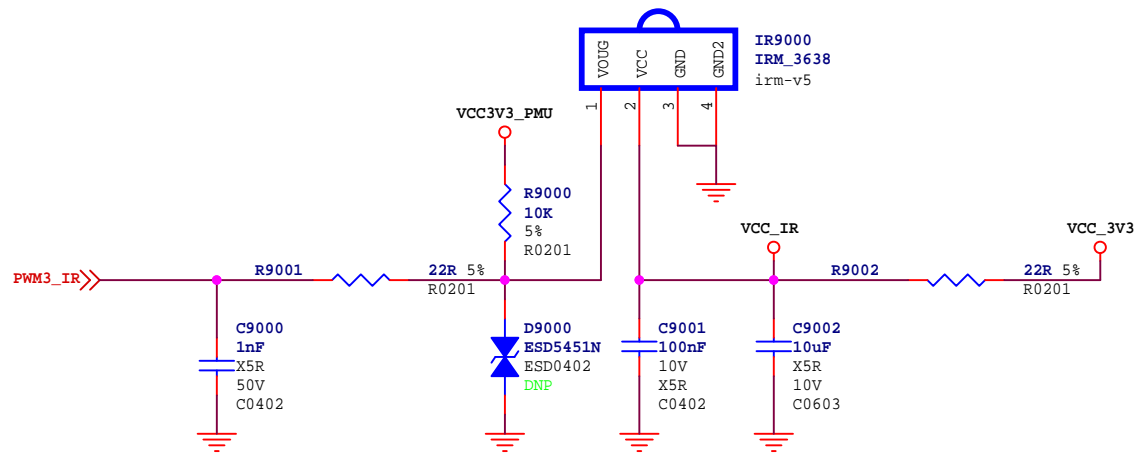 IR9000
IRM_3638
irm-v5
VOUG
VCC
GND
GND2
1
2
3
4
VCC3V3_PMU
R9000
10K
5%
R0201
VCC_IR
VCC_3V3
PWM3_IR
R9001
22R 5%
R0201
R9002
22R 5%
R0201
C9000
1nF
X5R
50V
C0402
D9000
ESD5451N
ESD0402
DNP
C9001
100nF
10V
X5R
C0402
C9002
10uF
X5R
10V
C0603